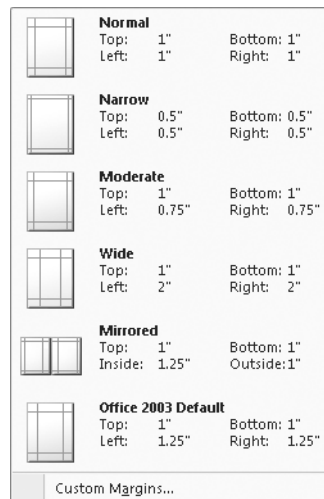 Normal
Top: 1" Bottom: 1"
Left: 1" Right: 1"
Narrow
Top: 0.5" Bottom: 0.5"
Left: 0.5" Right: 0.5"
Moderate
Top: 1" Bottom: 1"
Left: 0.75" Right: 0.75"
Wide
Top: 1" Bottom: 1"
Left: 2" Right: 2"
Mirrored
Top: 1" Bottom: 1"
Inside: 1.25" Outside: 1"
Office 2003 Default
Top: 1" Bottom: 1"
Left: 1.25" Right: 1.25"
Custom Margins...